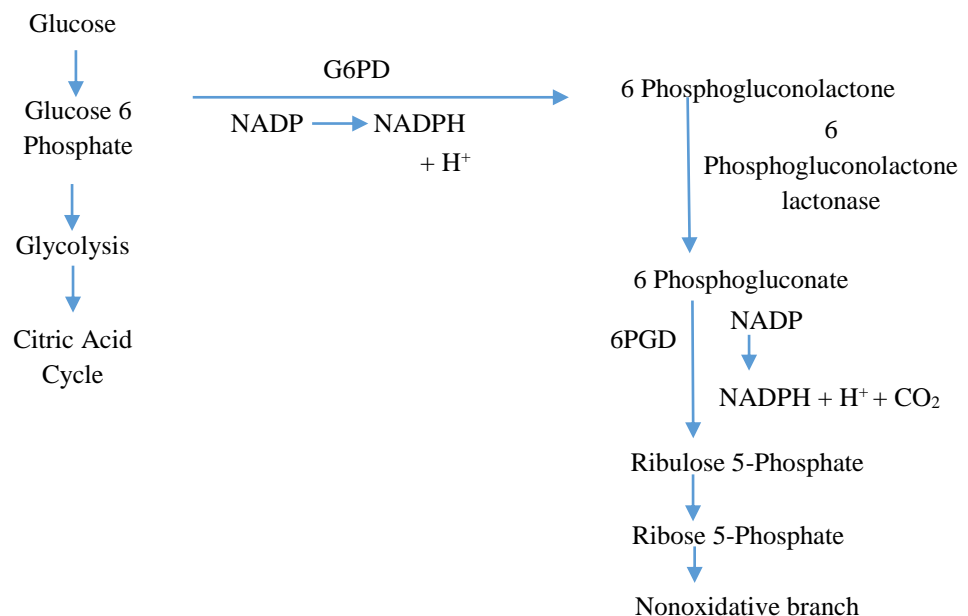 Glucose
Glucose 6
Phosphate
Glycolysis
Citric Acid
Cycle
G6PD
NADP NADPH
+ H⁺
6 Phosphogluconolactone
6
Phosphogluconolactone
lactonase
6 Phosphogluconate
6PGD
NADP
NADPH + H⁺ + CO₂
Ribulose 5-Phosphate
Ribose 5-Phosphate
Nonoxidative branch